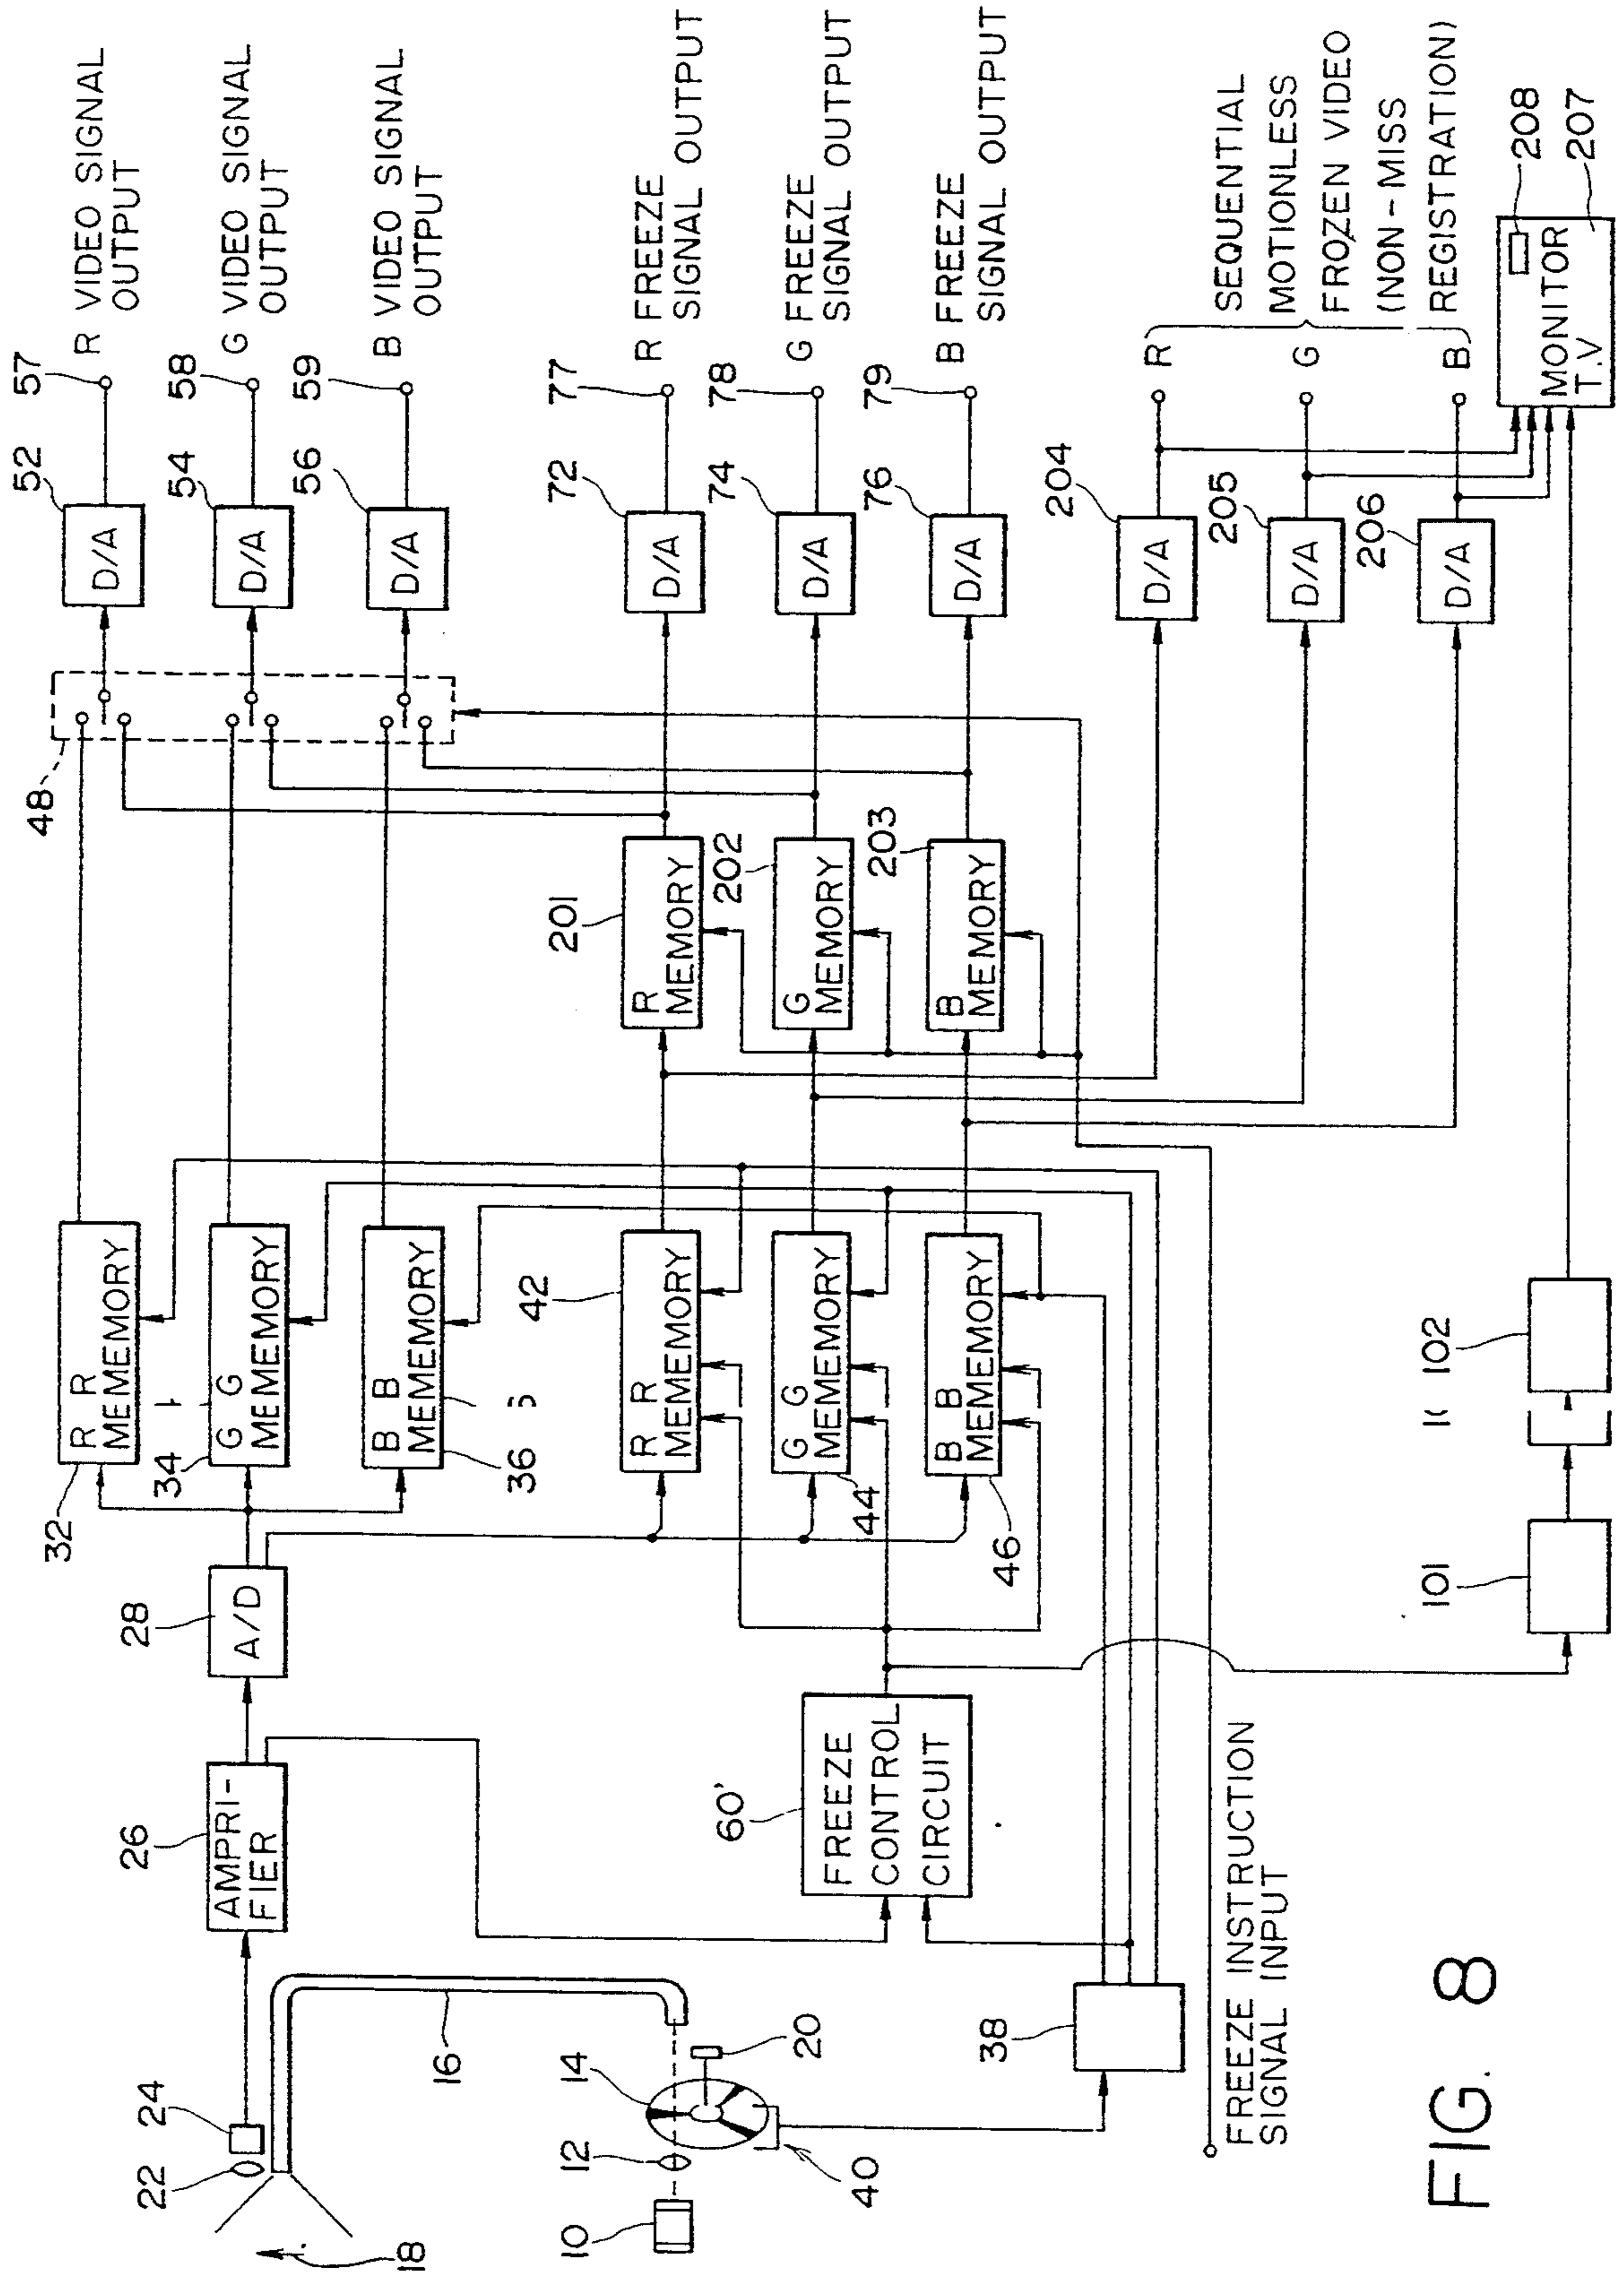 R VIDEO SIGNAL
OUTPUT
G VIDEO SIGNAL
OUTPUT
B VIDEO SIGNAL
OUTPUT
R FREEZE
SIGNAL OUTPUT
G FREEZE
SIGNAL OUTPUT
B FREEZE
SIGNAL OUTPUT
SEQUENTIAL
MOTIONLESS
FROZEN VIDEO
(NON-MISS
REGISTRATION)
R
G
B
57
58
59
77
78
79
52
54
56
72
74
76
204
205
206
D/A
D/A
D/A
D/A
D/A
D/A
D/A
D/A
D/A
208
207
MONITOR
T.V
48
201
202
203
R
MEMORY
G
MEMORY
B
MEMORY
R R
MEMEMORY
G G
MEMEMORY
B B
MEMEMORY
32
34
36
42
44
46
R R
MEMEMORY
G G
MEMEMORY
B B
MEMEMORY
28
A/D
26
AMPRI-
FIER
60'
FREEZE
CONTROL
CIRCUIT
101
102
24
22
18
16
14
12
10
20
40
38
FREEZE INSTRUCTION
SIGNAL INPUT
FIG. 8